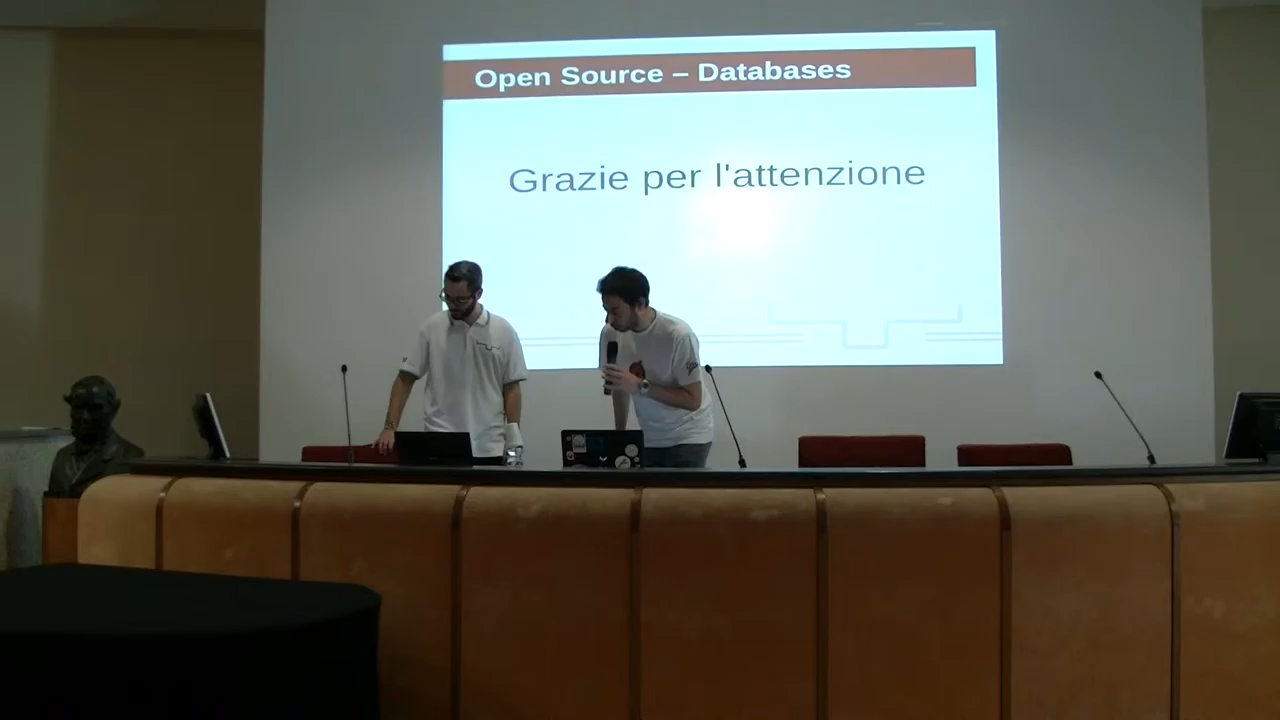 Open Source – Databases
Grazie per l'attenzione